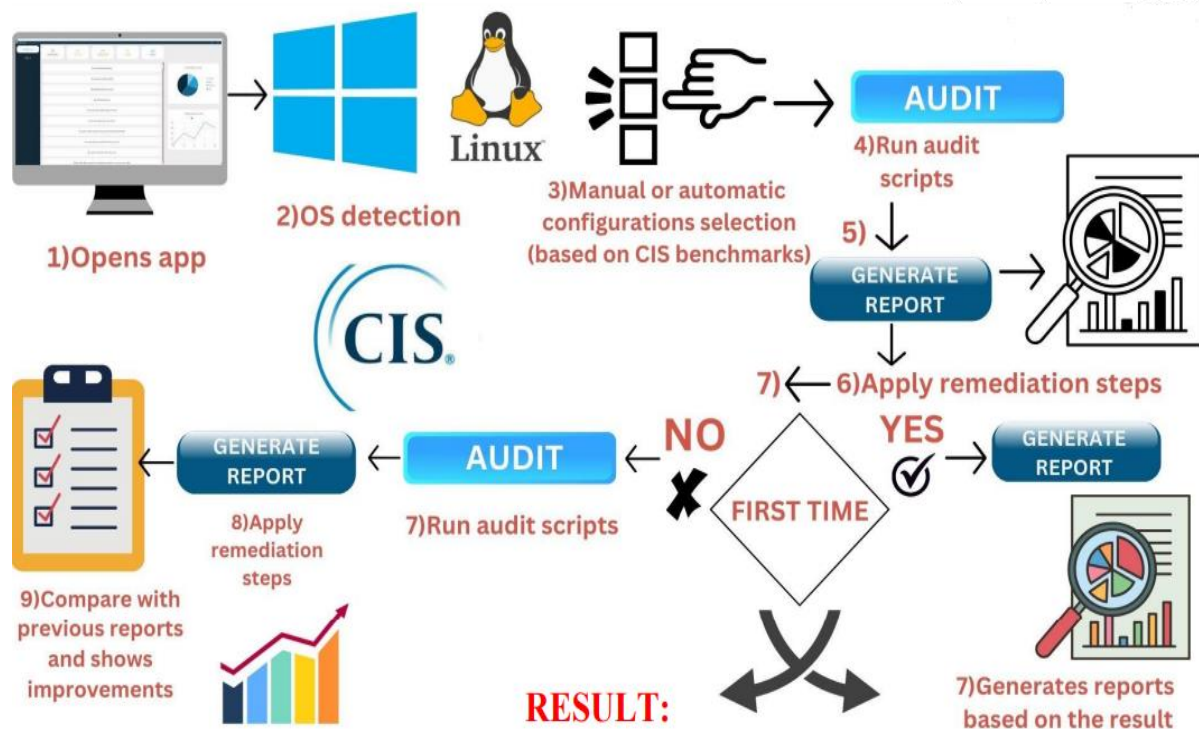 1)Opens app
2)OS detection
Linux
3)Manual or automatic
configurations selection
(based on CIS benchmarks)
AUDIT
4)Run audit
scripts
5)
GENERATE
REPORT
6)Apply remediation steps
7)
FIRST TIME
YES
GENERATE
REPORT
7)Generates reports
based on the result
NO
AUDIT
7)Run audit scripts
GENERATE
REPORT
8)Apply
remediation
steps
9)Compare with
previous reports
and shows
improvements
CIS®
RESULT: